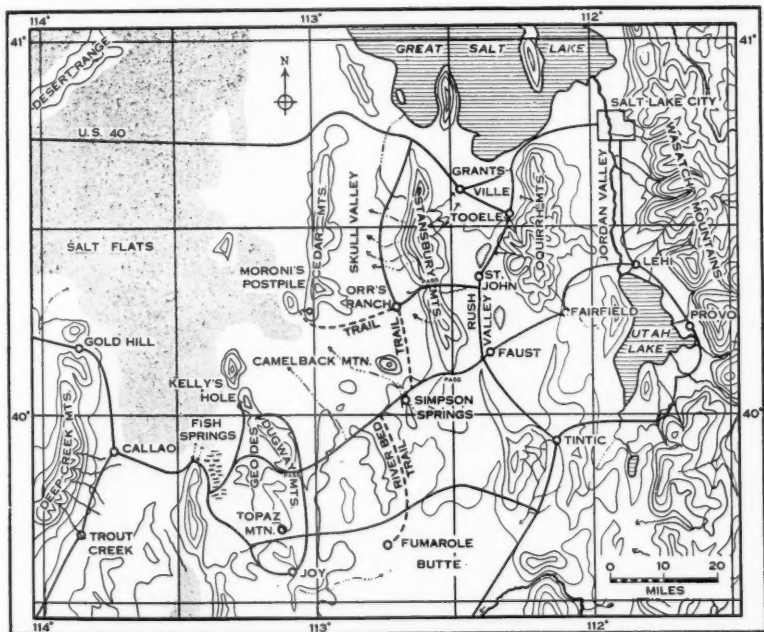 114°
113°
112°
41°
41°
GREAT SALT LAKE
DESERT RANGE
N
SALT LAKE CITY
U.S. 40
WASATCH MOUNTAINS
GRANTS
VILLE
TOOELE
JORDAN VALLEY
OQUIRRH MTS.
STANSBURY MTS.
SKULL VALLEY
CEDAR MTS.
SALT FLATS
MORONI'S
POSTPILE
LEHI
PASS
ST.
JOHN
ORR'S
RANCH
RUSH
VALLEY
FAIRFIELD
PROVO
TRAIL
TRAIL
UTAH
LAKE
GOLD HILL
CAMELBACK MTN.
FAUST
KELLY'S
HOLE
PASS
SIMPSON
SPRINGS
40°
40°
FISH
SPRINGS
DUGWAY MTS.
GEODES
PASS
TINTIC
DEEP CREEK MTS.
CALLAO
RIVER BED
TRAIL
TOPAZ
MTN.
TROUT
CREEK
FUMAROLE
BUTTE
JOY
0 10 20
MILES
114°
113°
112°